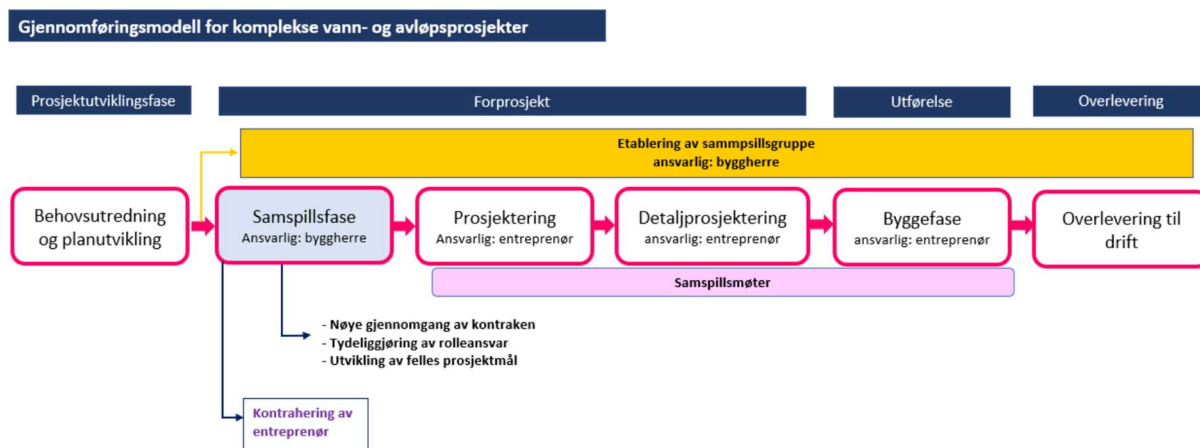 Gjennomføringsmodell for komplekse vann- og avløpsprosjekter
Prosjektutviklingsfase
Forprosjekt
Utførelse
Overlevering
Etablering av sammpsillsgruppe
ansvarlig: byggherre
Behovsutredning
og planutvikling
Samspillsfase
Ansvarlig: byggherre
Prosjektering
Ansvarlig: entreprenør
Detaljprosjektering
ansvarlig: entreprenør
Byggefase
ansvarlig: entreprenør
Overlevering til
drift
Samspillsmøter
- Nøye gjennomgang av kontraken
- Tydeliggjøring av rolleansvar
- Utvikling av felles prosjektmål
Kontrahering av
entreprenør